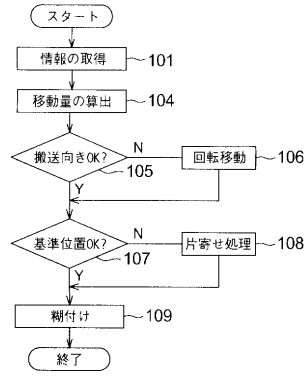 スタート
情報の取得 101
移動量の算出 104
搬送向きOK? N 回転移動 106
105
Y
基準位置OK? N 片寄せ処理 108
107
Y
糊付け 109
終了